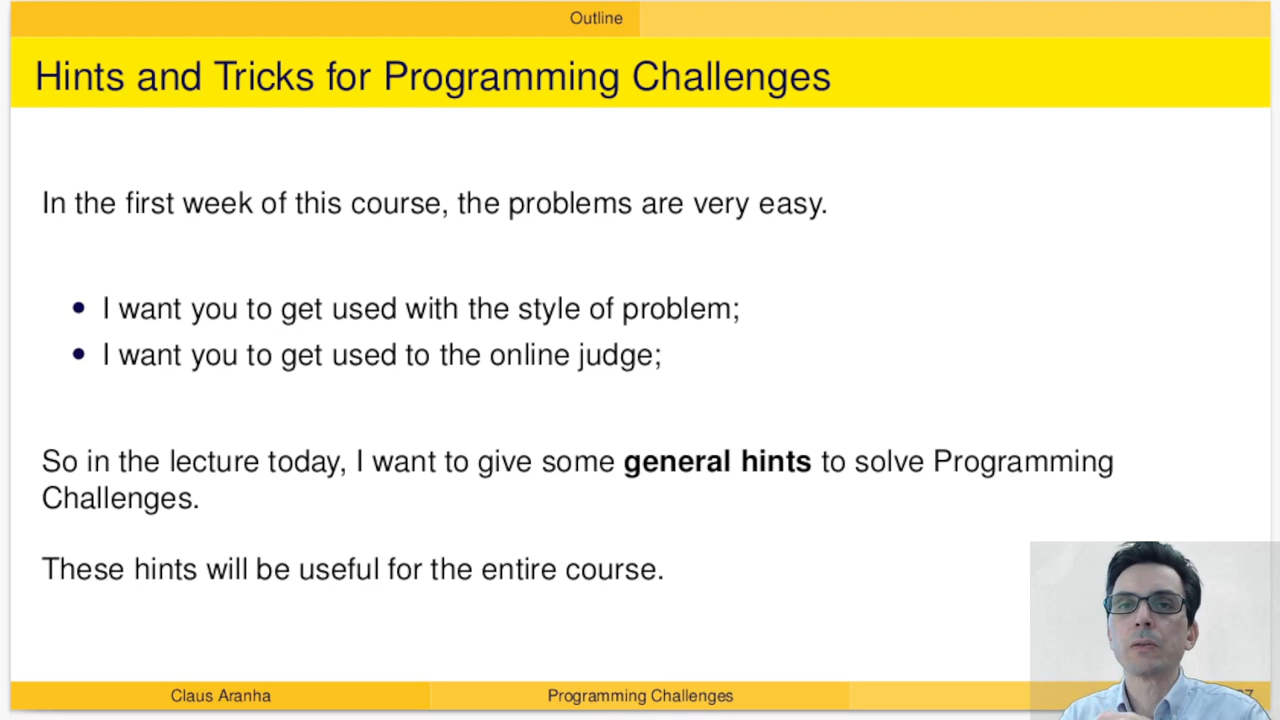 Outline
Hints and Tricks for Programming Challenges
In the first week of this course, the problems are very easy.
• I want you to get used with the style of problem;
• I want you to get used to the online judge;
So in the lecture today, I want to give some general hints to solve Programming
Challenges.
These hints will be useful for the entire course.
Claus Aranha
Programming Challenges